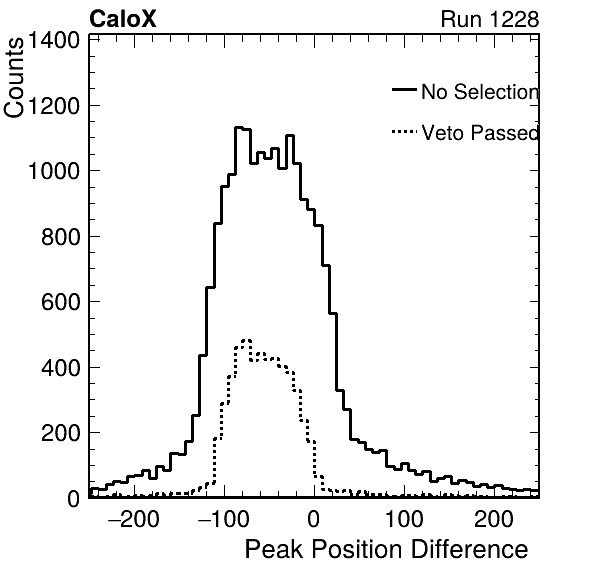 CaloX Run 1228
Counts
1400
1200
1000
800
600
400
200
0
No Selection
Veto Passed
−200 −100 0 100 200
Peak Position Difference